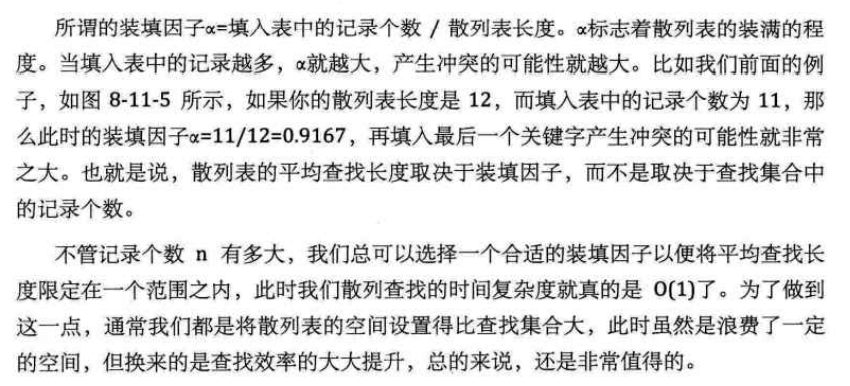 所谓的装填因子α=填入表中的记录个数 / 散列表长度。α标志着散列表的装满的程
度。当填入表中的记录越多，α就越大，产生冲突的可能性就越大。比如我们前面的例
子，如图 8-11-5 所示，如果你的散列表长度是 12，而填入表中的记录个数为 11，那
么此时的装填因子α=11/12=0.9167，再填入最后一个关键字产生冲突的可能性就非常
之大。也就是说，散列表的平均查找长度取决于装填因子，而不是取决于查找集合中
的记录个数。
不管记录个数 n 有多大，我们总可以选择一个合适的装填因子以便将平均查找长
度限定在一个范围之内，此时我们散列查找的时间复杂度就真的是 O(1)了。为了做到
这一点，通常我们都是将散列表的空间设置得比查找集合大，此时虽然是浪费了一定
的空间，但换来的是查找效率的大大提升，总的来说，还是非常值得的。